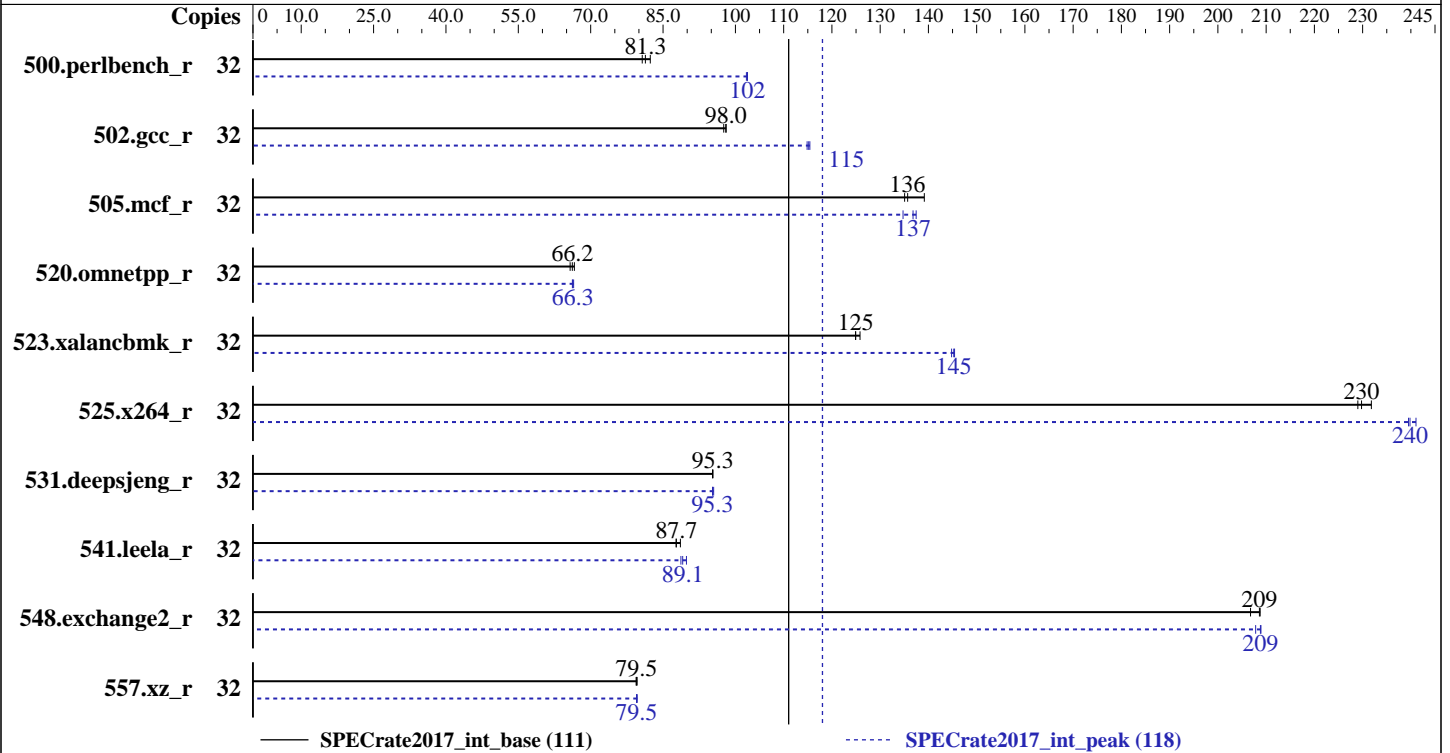 Copies 0 10.0 25.0 40.0 55.0 70.0 85.0 100 110 120 130 140 150 160 170 180 190 200 210 220 230 245
81.3
500.perlbench_r 32
102
98.0
502.gcc_r 32
115
136
505.mcf_r 32
137
66.2
520.omnetpp_r 32
66.3
125
523.xalancbmk_r 32
145
230
525.x264_r 32
240
95.3
531.deepsjeng_r 32
95.3
87.7
541.leela_r 32
89.1
209
548.exchange2_r 32
209
79.5
557.xz_r 32
79.5
SPECrate2017_int_base (111) SPECrate2017_int_peak (118)